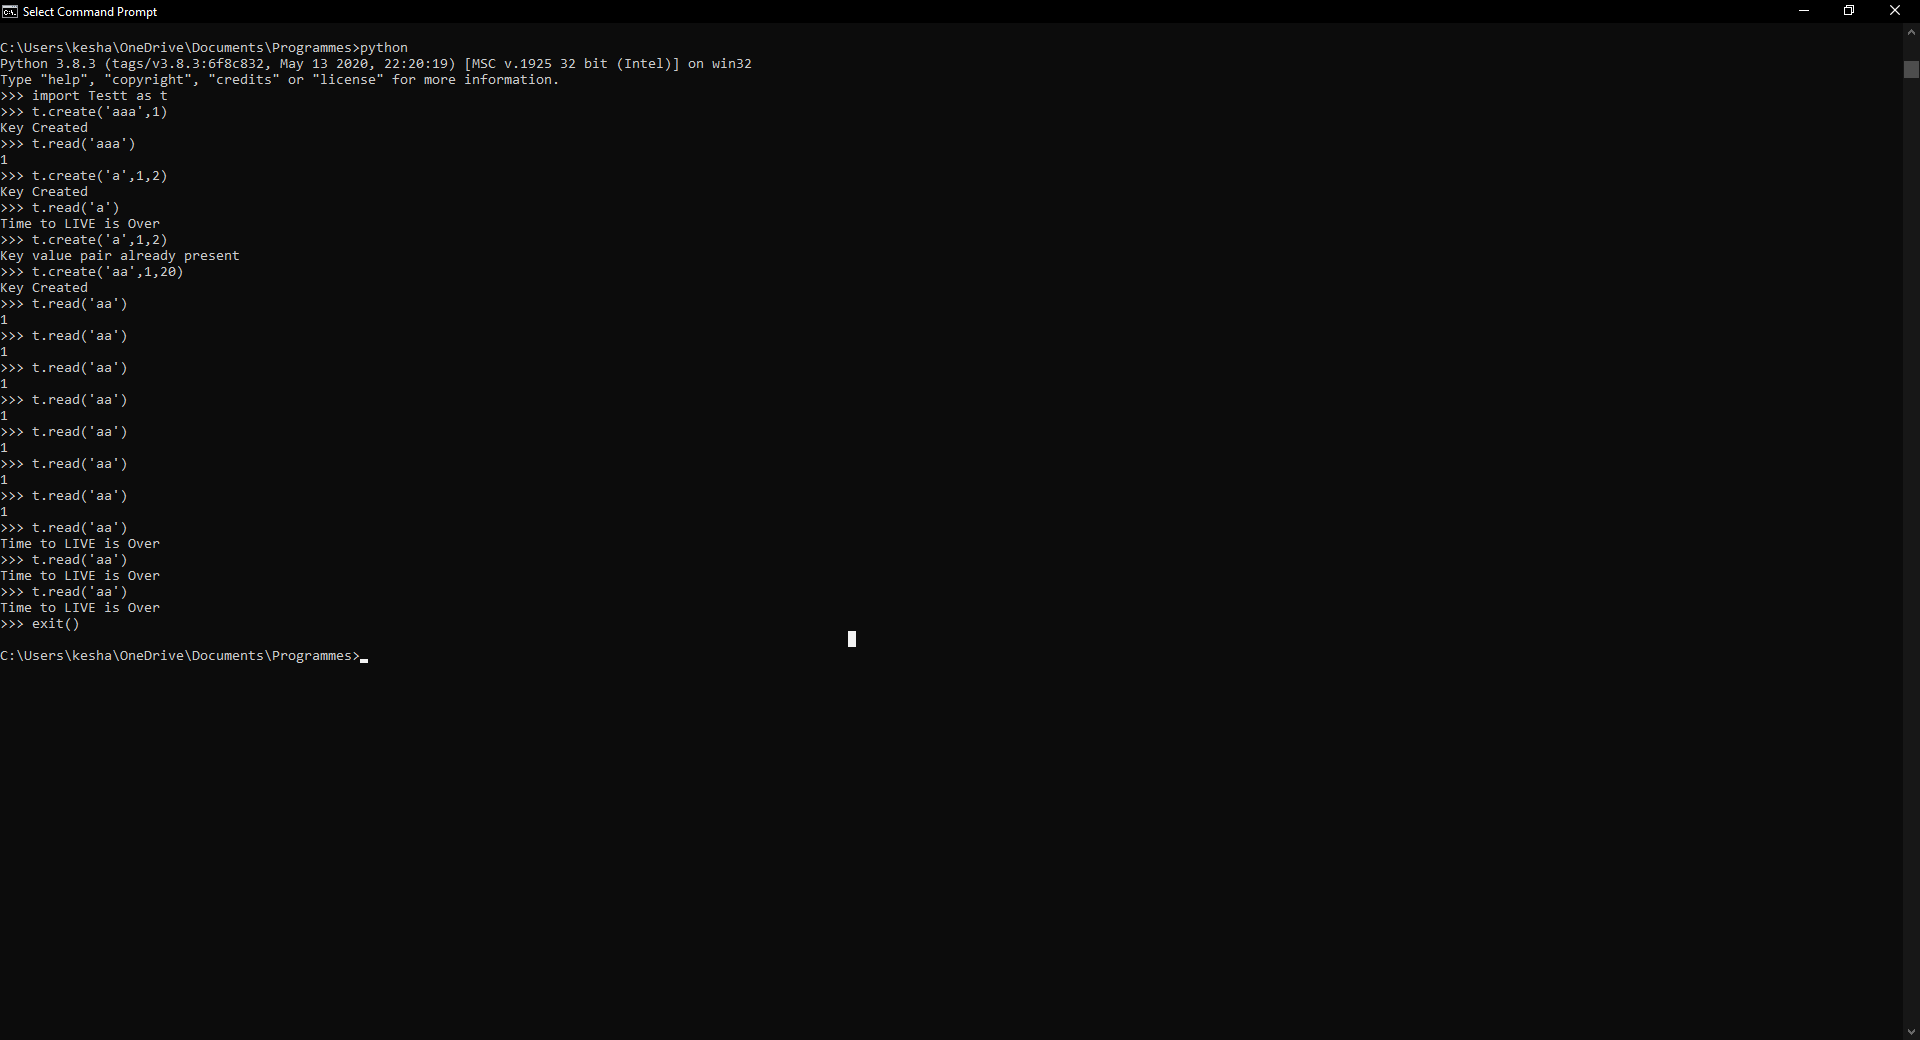 Select Command Prompt
C:\Users\kesha\OneDrive\Documents\Programmes>python
Python 3.8.3 (tags/v3.8.3:6f8c832, May 13 2020, 22:20:19) [MSC v.1925 32 bit (Intel)] on win32
Type "help", "copyright", "credits" or "license" for more information.
>>> import Testt as t
>>> t.create('aaa',1)
Key Created
>>> t.read('aaa')
1
>>> t.create('a',1,2)
Key Created
>>> t.read('a')
Time to LIVE is Over
>>> t.create('a',1,2)
Key value pair already present
>>> t.create('aa',1,20)
Key Created
>>> t.read('aa')
1
>>> t.read('aa')
1
>>> t.read('aa')
1
>>> t.read('aa')
1
>>> t.read('aa')
1
>>> t.read('aa')
1
>>> t.read('aa')
1
>>> t.read('aa')
Time to LIVE is Over
>>> t.read('aa')
Time to LIVE is Over
>>> t.read('aa')
Time to LIVE is Over
>>> exit()
C:\Users\kesha\OneDrive\Documents\Programmes>